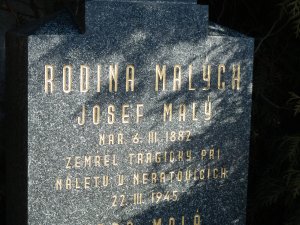 RODINA MALÝCH
JOSEF MALÝ
NAR. 6. III. 1887
ZEMŘEL TRAGICKY PŘI
NÁLETU V NERATOVICÍCH
22. III. 1945
MALÁ